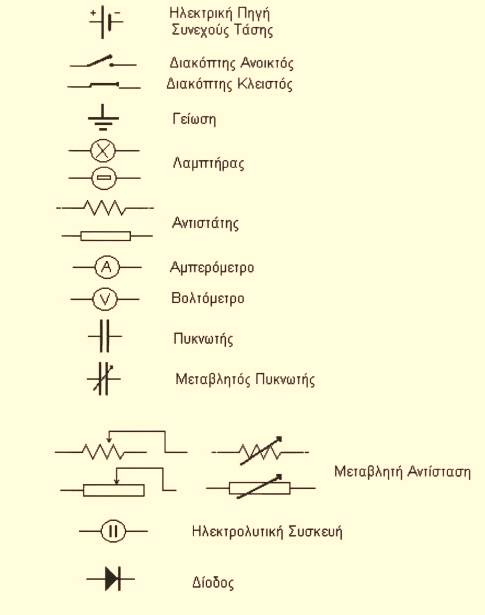 + −
Ηλεκτρική Πηγή
Συνεχούς Τάσης
Διακόπτης Ανοικτός
Διακόπτης Κλειστός
Γείωση
Λαμπτήρας
Αντιστάτης
A Αμπερόμετρο
V Βολτόμετρο
Πυκνωτής
Μεταβλητός Πυκνωτής
Μεταβλητή Αντίσταση
Ηλεκτρολυτική Συσκευή
Δίοδος